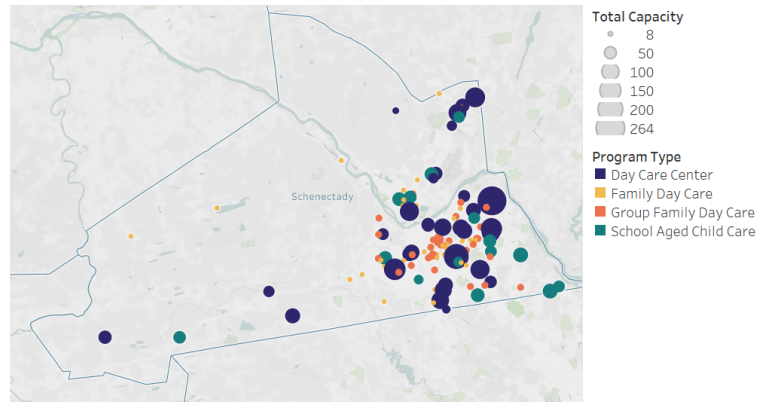 Total Capacity
8
50
100
150
200
264
Program Type
Day Care Center
Family Day Care
Group Family Day Care
School Aged Child Care
Schenectady